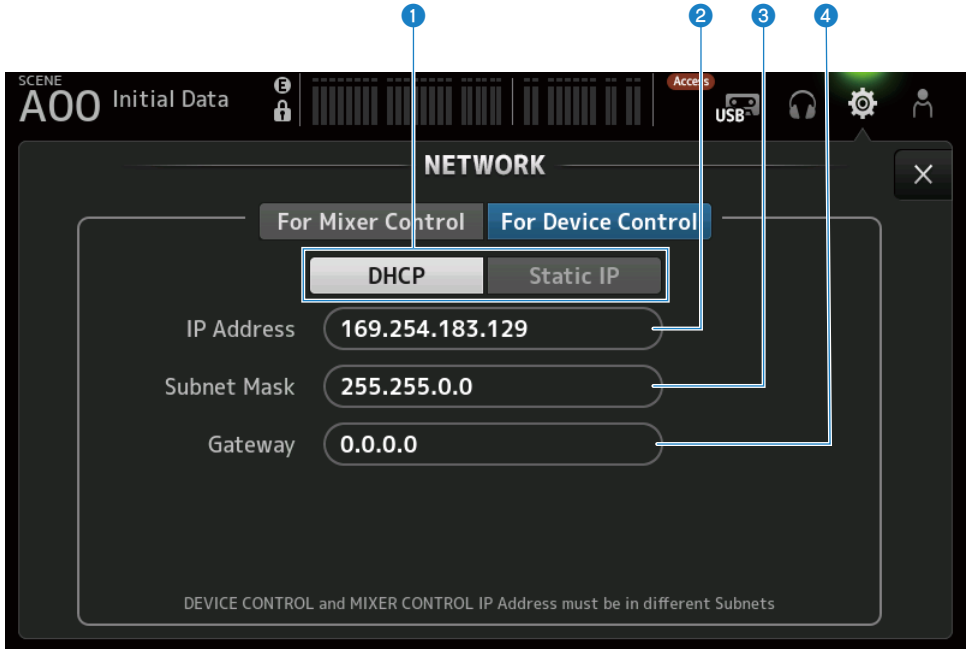 1 2 3 4
SCENE
A00 Initial Data
E
Access
USB
NETWORK
For Mixer Control For Device Control
DHCP Static IP
IP Address 169.254.183.129
Subnet Mask 255.255.0.0
Gateway 0.0.0.0
DEVICE CONTROL and MIXER CONTROL IP Address must be in different Subnets